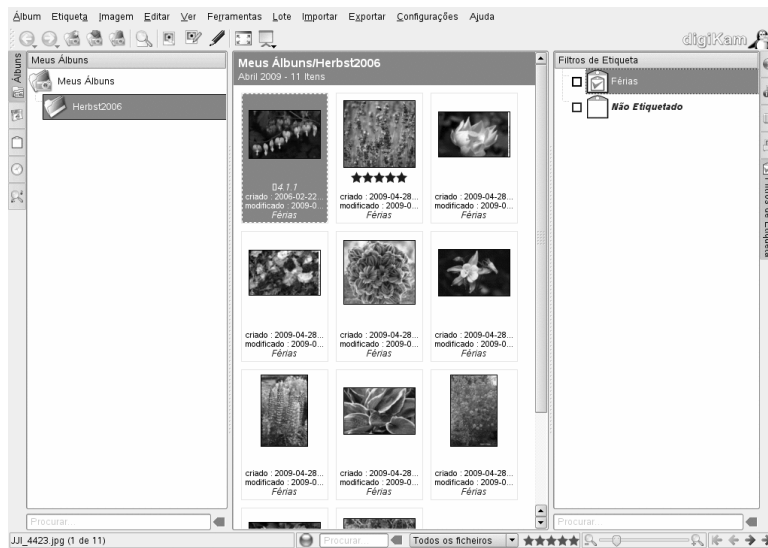 Álbum Etiqueta Imagem Editar Ver Ferramentas Lote Importar Exportar Configurações Ajuda
digiKam
Álbuns
Meus Álbuns
Meus Álbuns
Herbst2006
Procurar...
Meus Álbuns/Herbst2006
Abril 2009 - 11 Itens
4.1.1
criado : 2006-02-22...
modificado : 2009-0...
Férias
criado : 2009-04-28...
modificado : 2009-0...
Férias
criado : 2009-04-28...
modificado : 2009-0...
Férias
criado : 2009-04-28...
modificado : 2009-0...
Férias
criado : 2009-04-28...
modificado : 2009-0...
Férias
criado : 2009-04-28...
modificado : 2009-0...
Férias
criado : 2009-04-28...
modificado : 2009-0...
Férias
criado : 2009-04-28...
modificado : 2009-0...
Férias
criado : 2009-04-28...
modificado : 2009-0...
Férias
Filtros de Etiqueta
Férias
Não Etiquetado
Procurar...
Filtros de Etiqueta
JJI_4423.jpg (1 de 11)
Procurar...
Todos os ficheiros